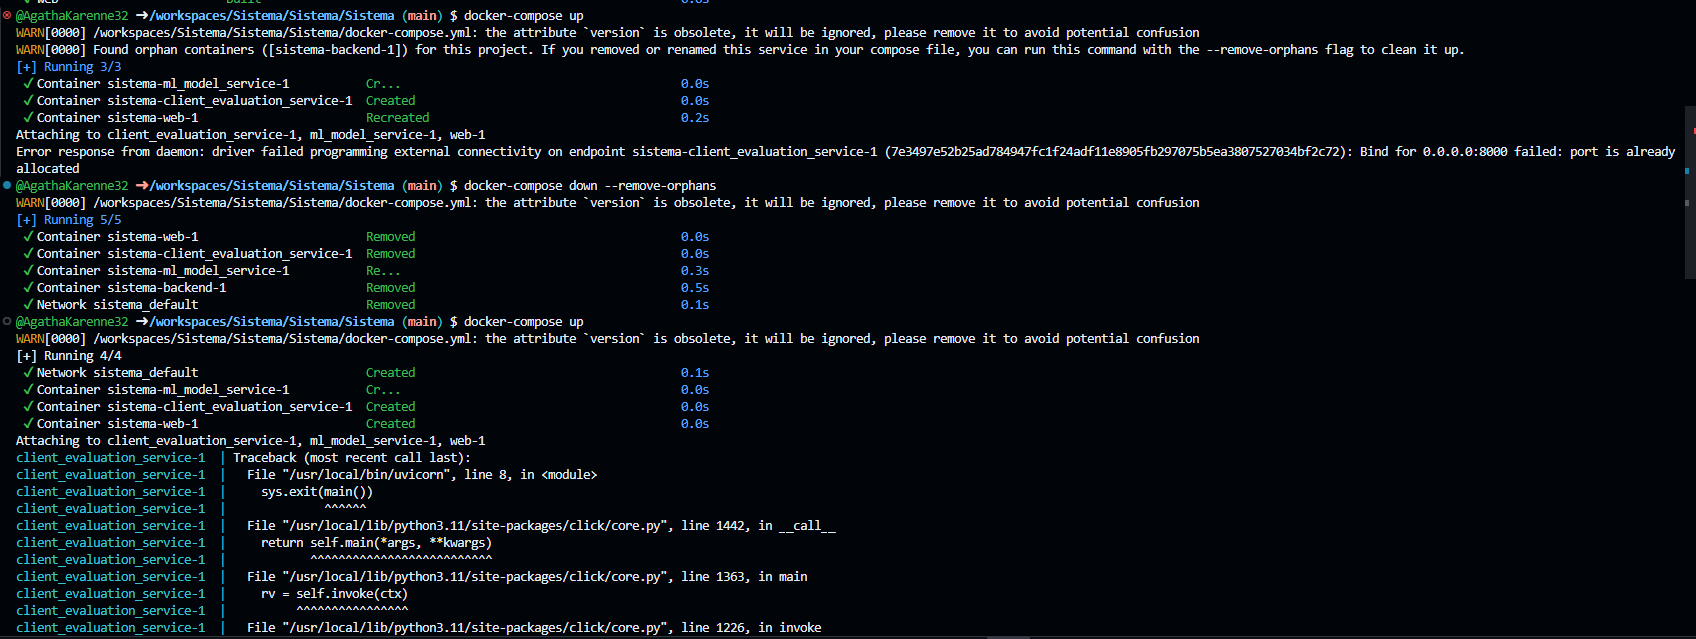 @AgathaKarenne32 ➜/workspaces/Sistema/Sistema/Sistema (main) $ docker-compose up
WARN[0000] /workspaces/Sistema/Sistema/Sistema/docker-compose.yml: the attribute `version` is obsolete, it will be ignored, please remove it to avoid potential confusion
WARN[0000] Found orphan containers ([sistema-backend-1]) for this project. If you removed or renamed this service in your compose file, you can run this command with the --remove-orphans flag to clean it up.
[+] Running 3/3
✓ Container sistema-ml_model_service-1 Cr... 0.0s
✓ Container sistema-client_evaluation_service-1 Created 0.0s
✓ Container sistema-web-1 Recreated 0.2s
Attaching to client_evaluation_service-1, ml_model_service-1, web-1
Error response from daemon: driver failed programming external connectivity on endpoint sistema-client_evaluation_service-1 (7e3497e52b25ad784947fc1f24adf11e8905fb297075b5ea3807527034bf2c72): Bind for 0.0.0.0:8000 failed: port is already
allocated
@AgathaKarenne32 ➜/workspaces/Sistema/Sistema/Sistema (main) $ docker-compose down --remove-orphans
WARN[0000] /workspaces/Sistema/Sistema/Sistema/docker-compose.yml: the attribute `version` is obsolete, it will be ignored, please remove it to avoid potential confusion
[+] Running 5/5
✓ Container sistema-web-1 Removed 0.0s
✓ Container sistema-client_evaluation_service-1 Removed 0.0s
✓ Container sistema-ml_model_service-1 Re... 0.3s
✓ Container sistema-backend-1 Removed 0.5s
✓ Network sistema_default Removed 0.1s
@AgathaKarenne32 ➜/workspaces/Sistema/Sistema/Sistema (main) $ docker-compose up
WARN[0000] /workspaces/Sistema/Sistema/Sistema/docker-compose.yml: the attribute `version` is obsolete, it will be ignored, please remove it to avoid potential confusion
[+] Running 4/4
✓ Network sistema_default Created 0.1s
✓ Container sistema-ml_model_service-1 Cr... 0.0s
✓ Container sistema-client_evaluation_service-1 Created 0.0s
✓ Container sistema-web-1 Created 0.0s
Attaching to client_evaluation_service-1, ml_model_service-1, web-1
client_evaluation_service-1 | Traceback (most recent call last):
client_evaluation_service-1 | File "/usr/local/bin/uvicorn", line 8, in <module>
client_evaluation_service-1 | sys.exit(main())
client_evaluation_service-1 | ^^^^^^
client_evaluation_service-1 | File "/usr/local/lib/python3.11/site-packages/click/core.py", line 1442, in __call__
client_evaluation_service-1 | return self.main(*args, **kwargs)
client_evaluation_service-1 | ^^^^^^^^^^^^^^^^^^^^^^^^^^
client_evaluation_service-1 | File "/usr/local/lib/python3.11/site-packages/click/core.py", line 1363, in main
client_evaluation_service-1 | rv = self.invoke(ctx)
client_evaluation_service-1 | ^^^^^^^^^^^^^^^^
client_evaluation_service-1 | File "/usr/local/lib/python3.11/site-packages/click/core.py", line 1226, in invoke